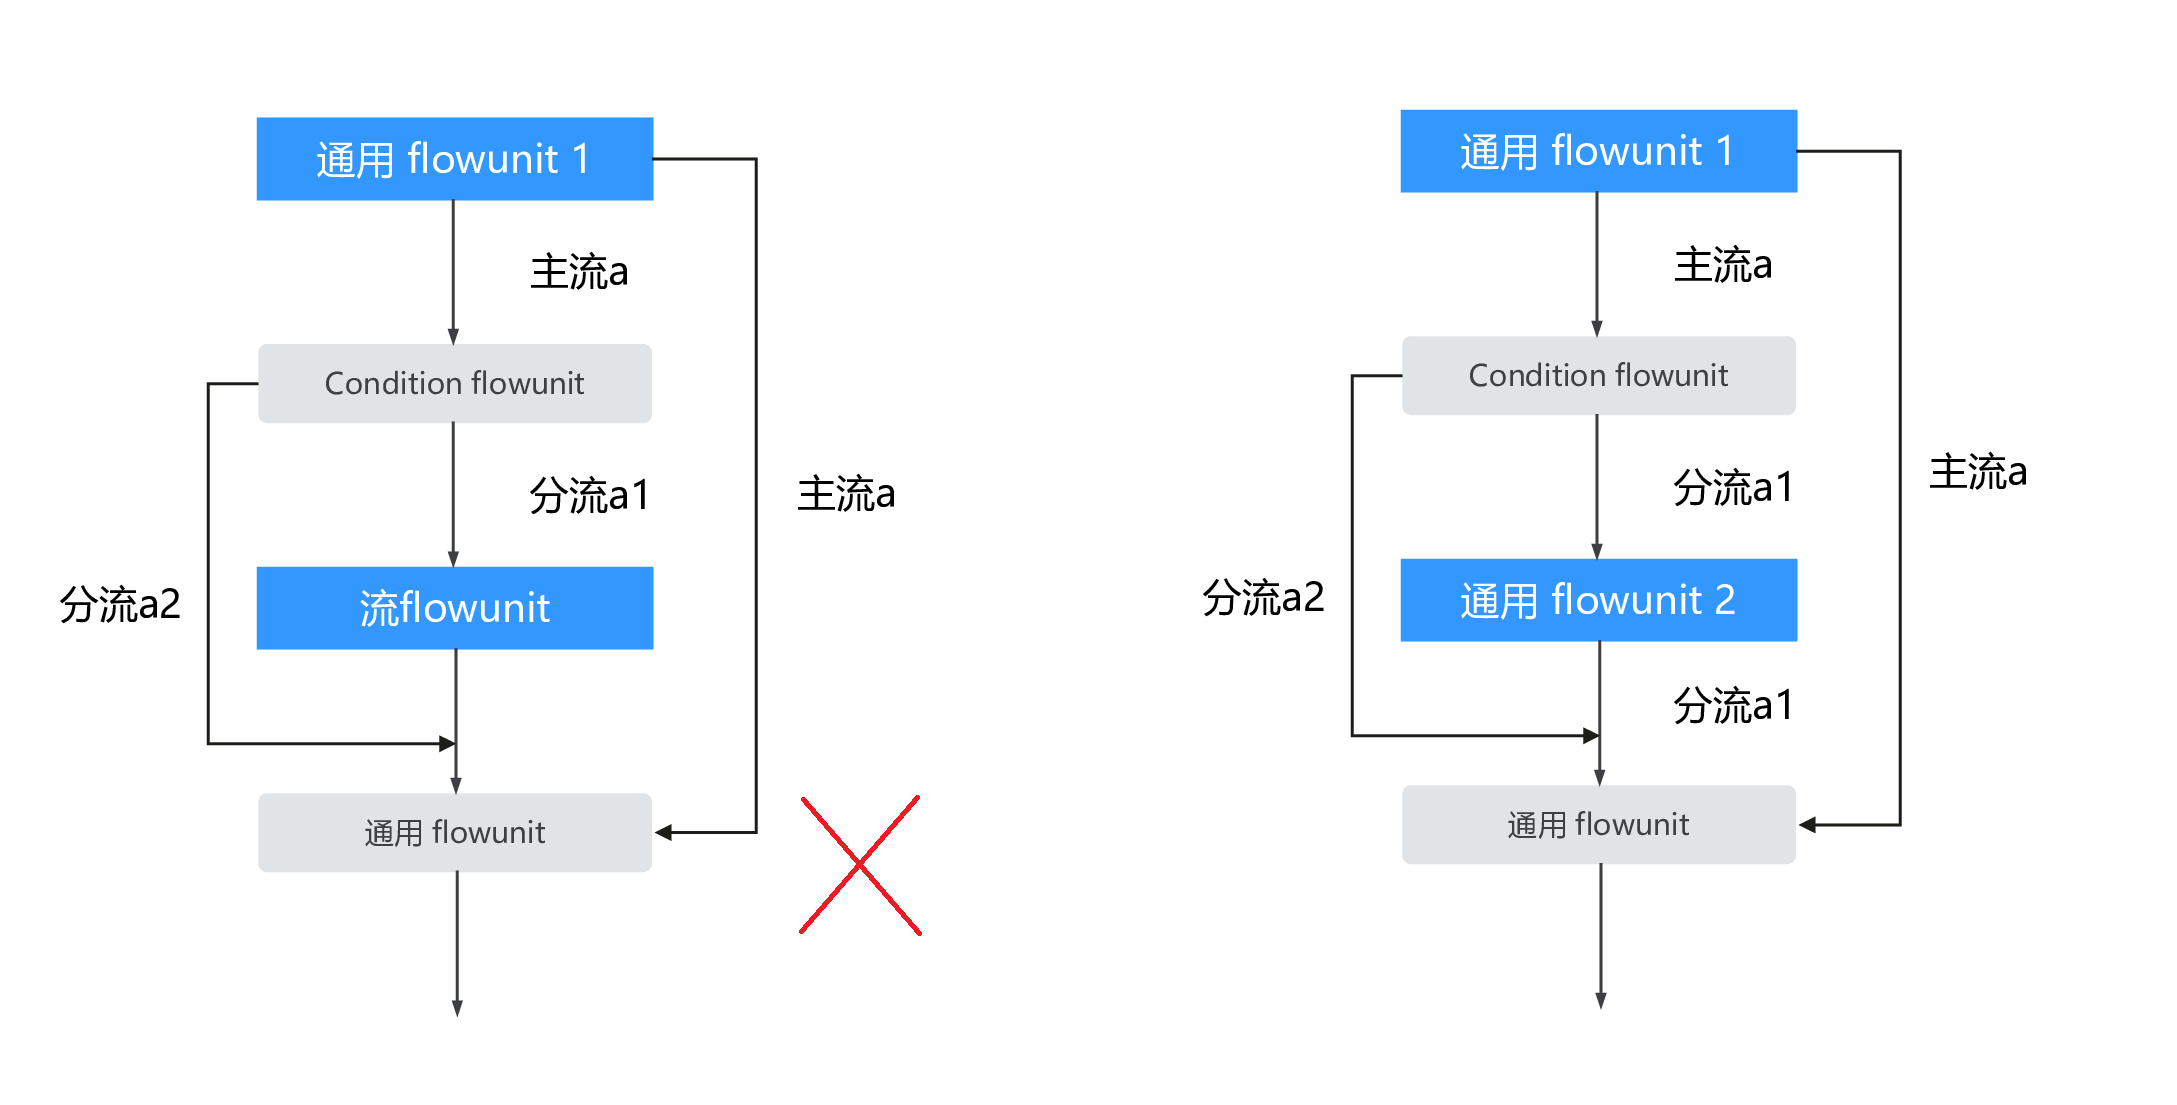 通用 flowunit 1
主流a
Condition flowunit
分流a1
主流a
分流a2
流flowunit
通用 flowunit
通用 flowunit 1
主流a
Condition flowunit
分流a1
主流a
分流a2
通用 flowunit 2
分流a1
通用 flowunit